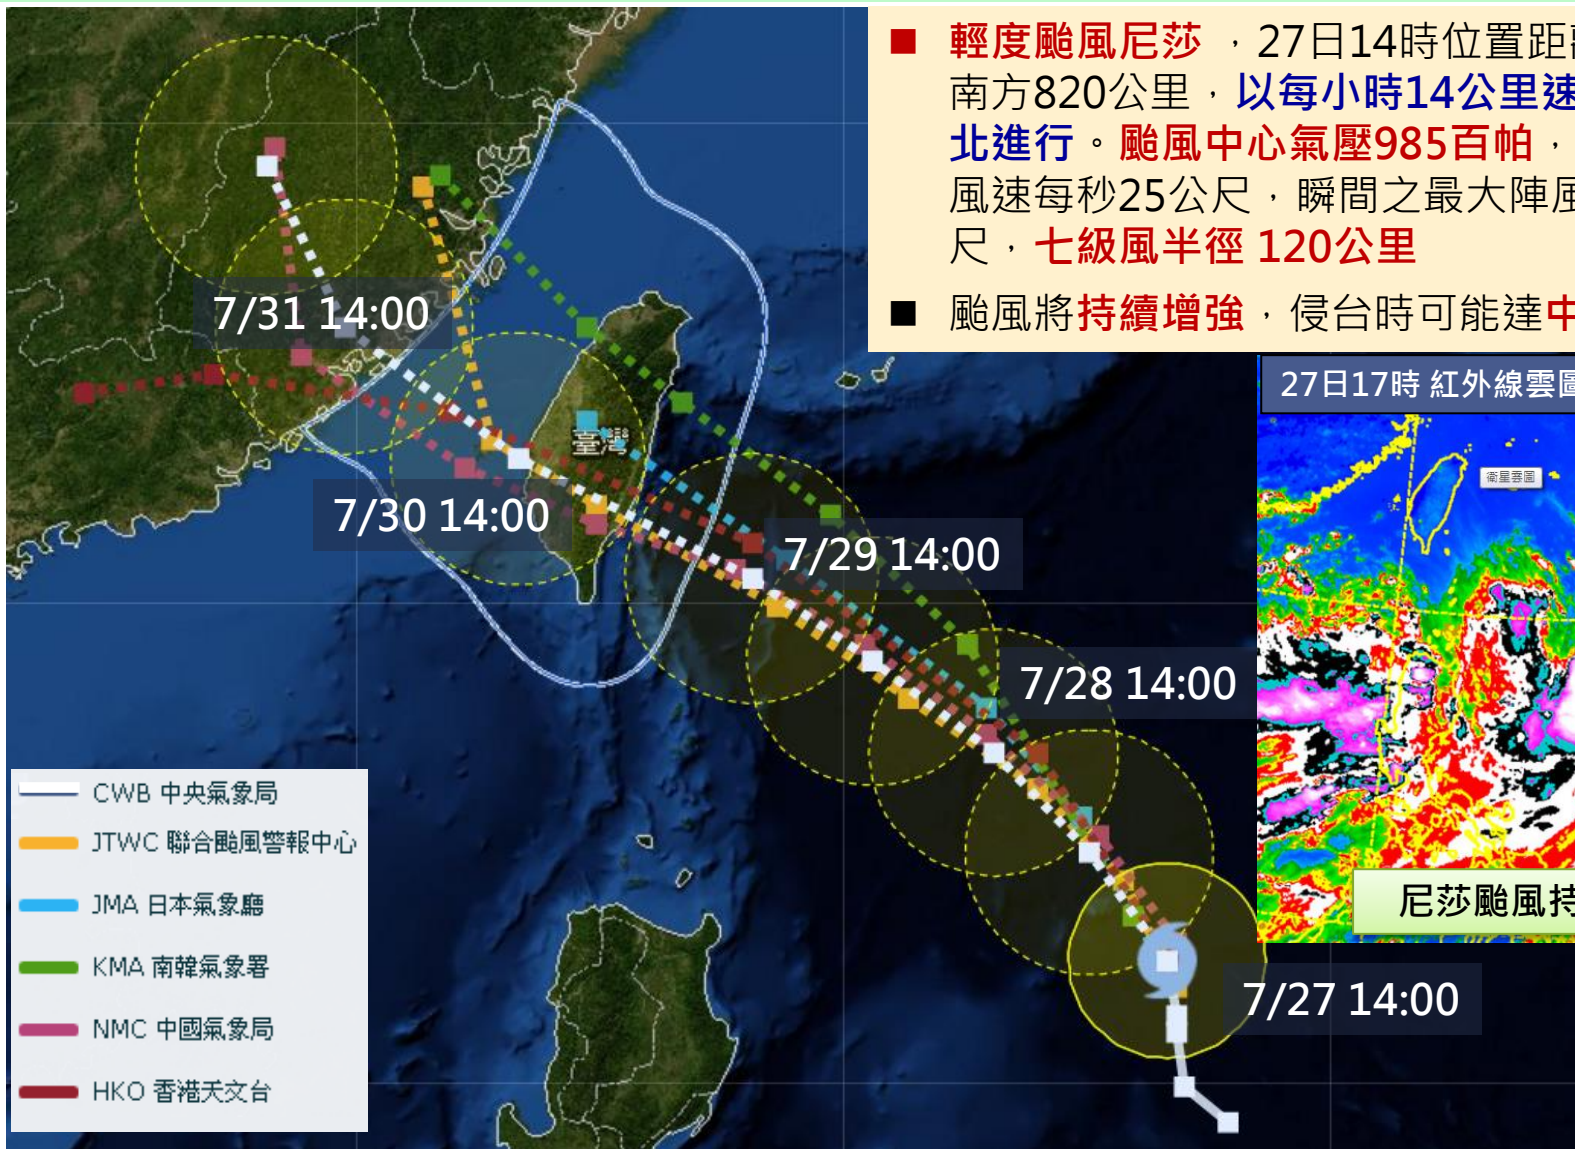 ■ 輕度颱風尼莎，27日14時位置距
南方820公里，以每小時14公里速
北進行。颱風中心氣壓985百帕，
風速每秒25公尺，瞬間之最大陣風
尺，七級風半徑 120公里
■ 颱風將持續增強，侵台時可能達中
27日17時 紅外線雲圖
衛星雲圖
尼莎颱風持
7/31 14:00
臺灣
7/30 14:00
7/29 14:00
7/28 14:00
7/27 14:00
CWB 中央氣象局
JTWC 聯合颱風警報中心
JMA 日本氣象廳
KMA 南韓氣象署
NMC 中國氣象局
HKO 香港天文台